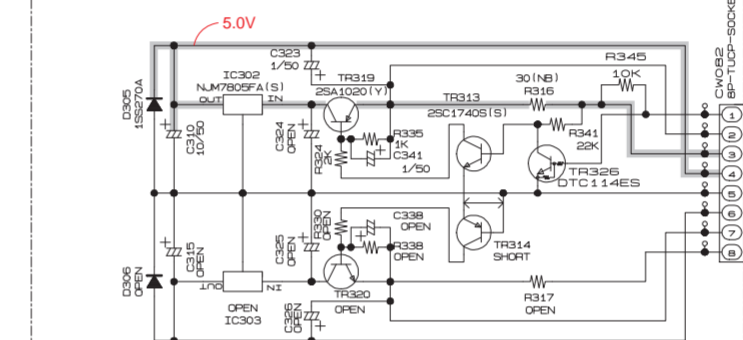 5.0V
CW082
8P-TUCP-SOCKE
C323
1/50
R345
10K
IC302
NJM7805FA(S)
OUT
IN
TR319
2SA1020(Y)
TR313
2SC1740S(S)
30(NB)
R316
D305
1SS270A
C310
10/50
C324
OPEN
R324
2K
R335
1K
C341
1/50
R341
22K
TR326
DTC114ES
1
2
3
4
5
6
7
8
C315
OPEN
C325
OPEN
R330
OPEN
C338
OPEN
R338
OPEN
TR314
SHORT
D306
OPEN
OUT
IN
OPEN
IC303
TR320
OPEN
R317
OPEN
C326
OPEN